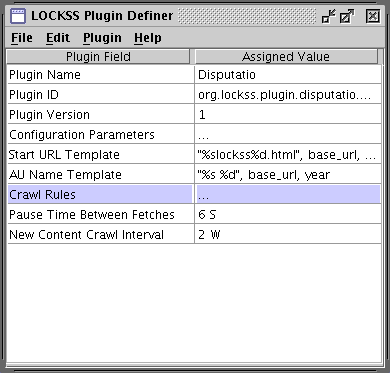 LOCKSS Plugin Definer
File Edit Plugin Help
Plugin Field Assigned Value
Plugin Name Disputatio
Plugin ID org.lockss.plugin.disputatio....
Plugin Version 1
Configuration Parameters ...
Start URL Template "%slockss%d.html", base_url, ...
AU Name Template "%s %d", base_url, year
Crawl Rules ...
Pause Time Between Fetches 6 S
New Content Crawl Interval 2 W